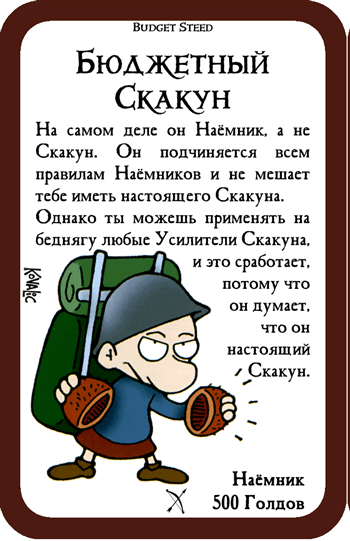 Budget Steed
Бюджетный
Скакун
На самом деле он Наёмник, а не
Скакун. Он подчиняется всем
правилам Наёмников и не мешает
тебе иметь настоящего Скакуна.
Однако ты можешь применять на
беднягу любые Усилители Скакуна,
и это сработает,
потому что
он думает,
что он
настоящий
Скакун.
Kovalic
Наёмник
500 Голдов